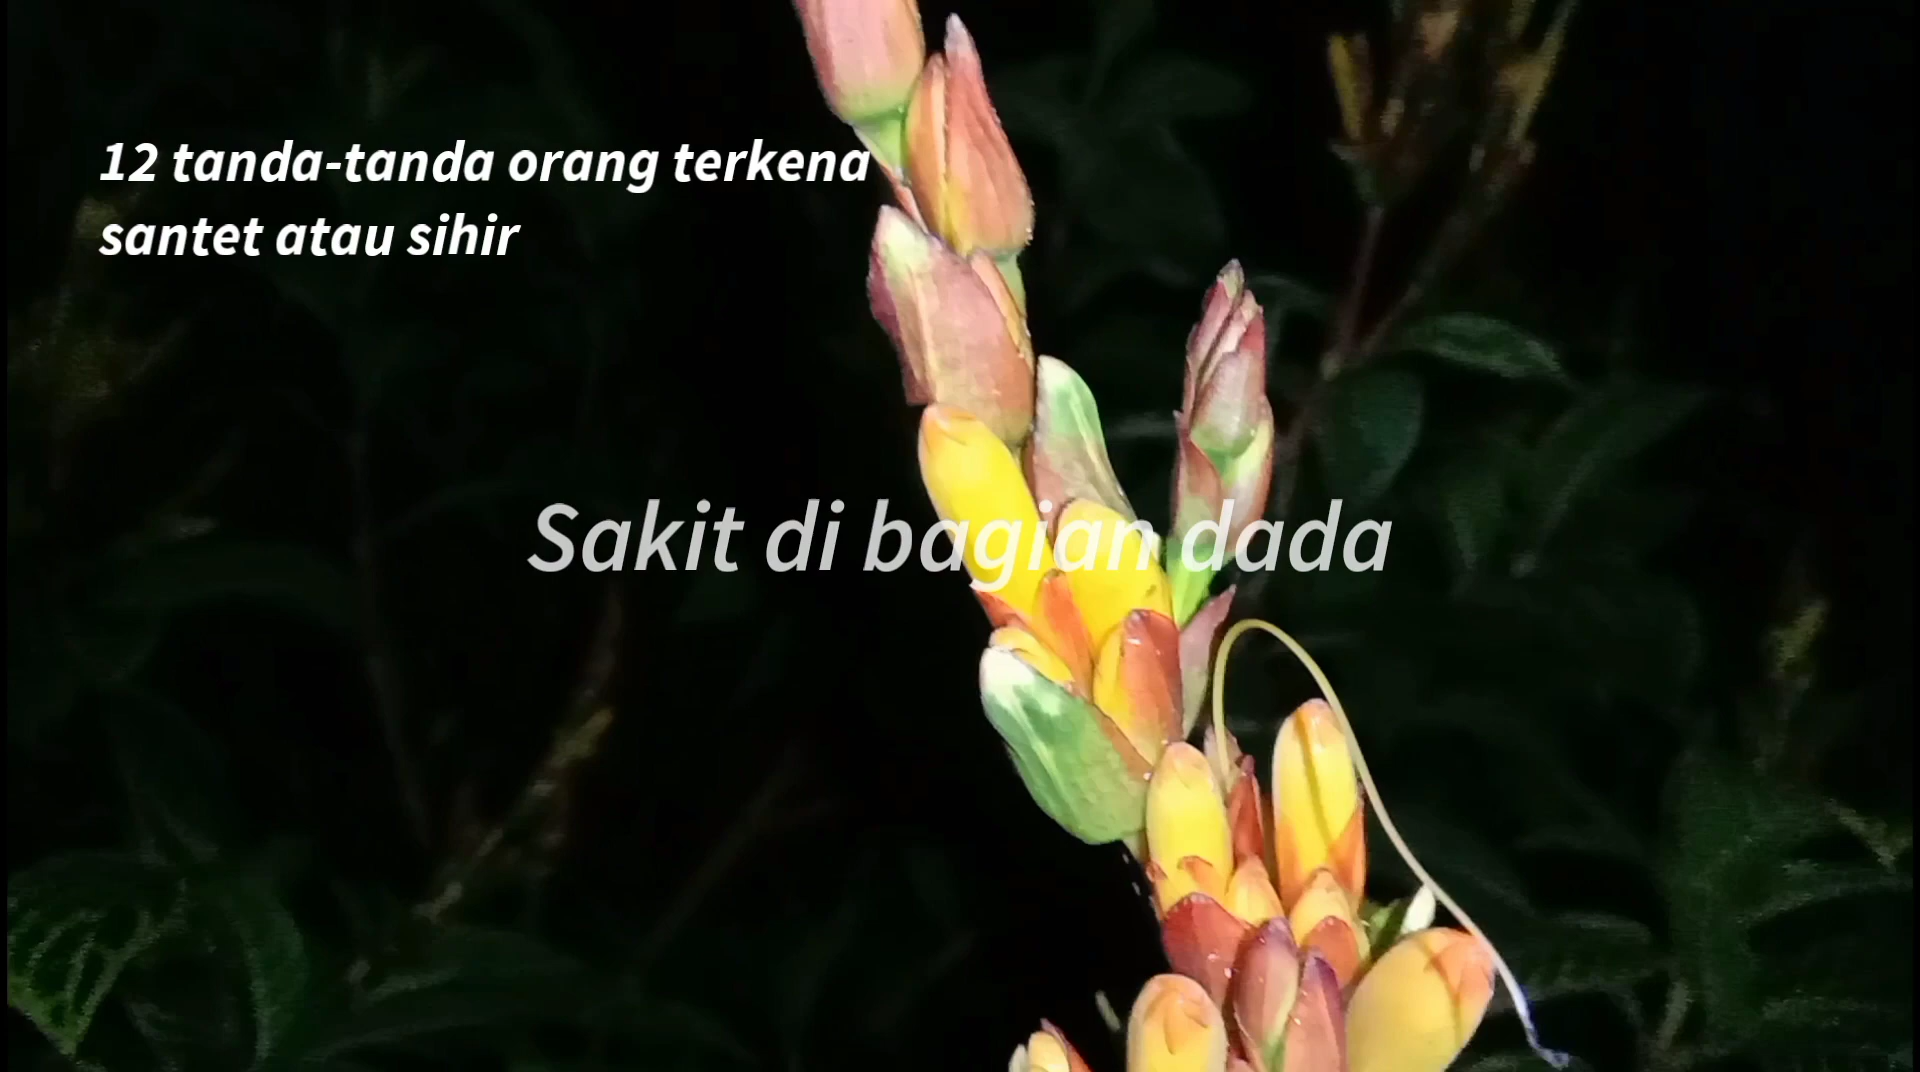 12 tanda-tanda orang terkena
santet atau sihir
Sakit di bagian dada